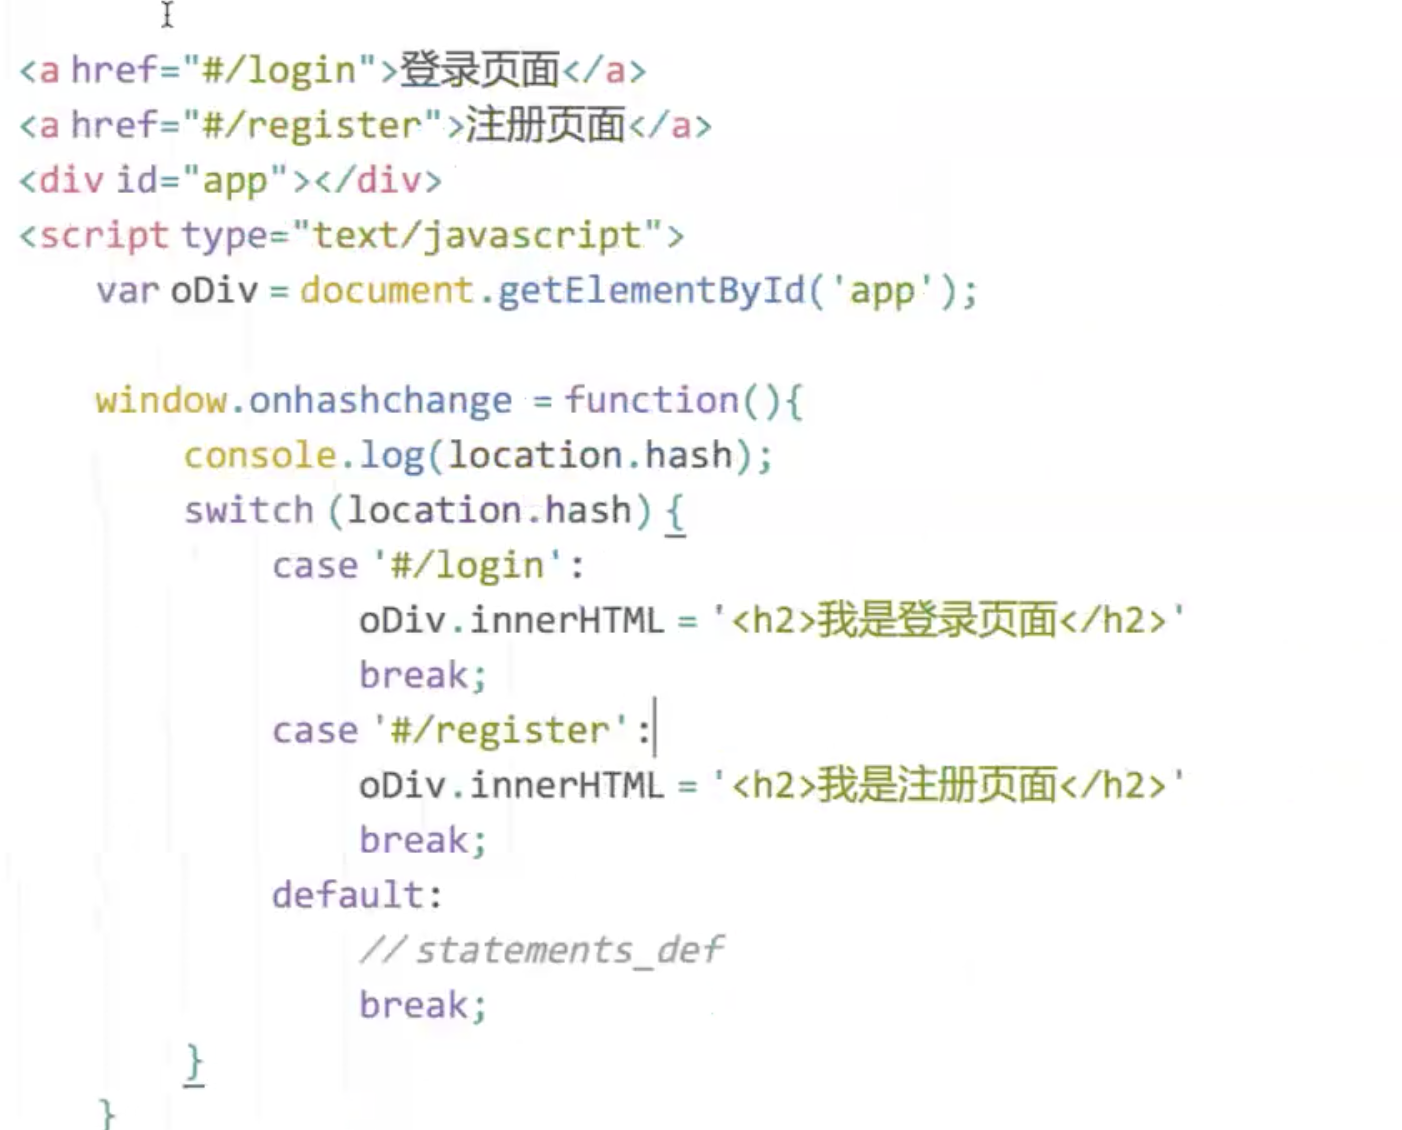 <a href="#/login">登录页面</a>
<a href="#/register">注册页面</a>
<div id="app"></div>
<script type="text/javascript">
    var oDiv = document.getElementById('app');
    window.onhashchange = function(){
        console.log(location.hash);
        switch (location.hash) {
            case '#/login':
                oDiv.innerHTML = '<h2>我是登录页面</h2>'
                break;
            case '#/register':
                oDiv.innerHTML = '<h2>我是注册页面</h2>'
                break;
            default:
                // statements_def
                break;
        }
    }